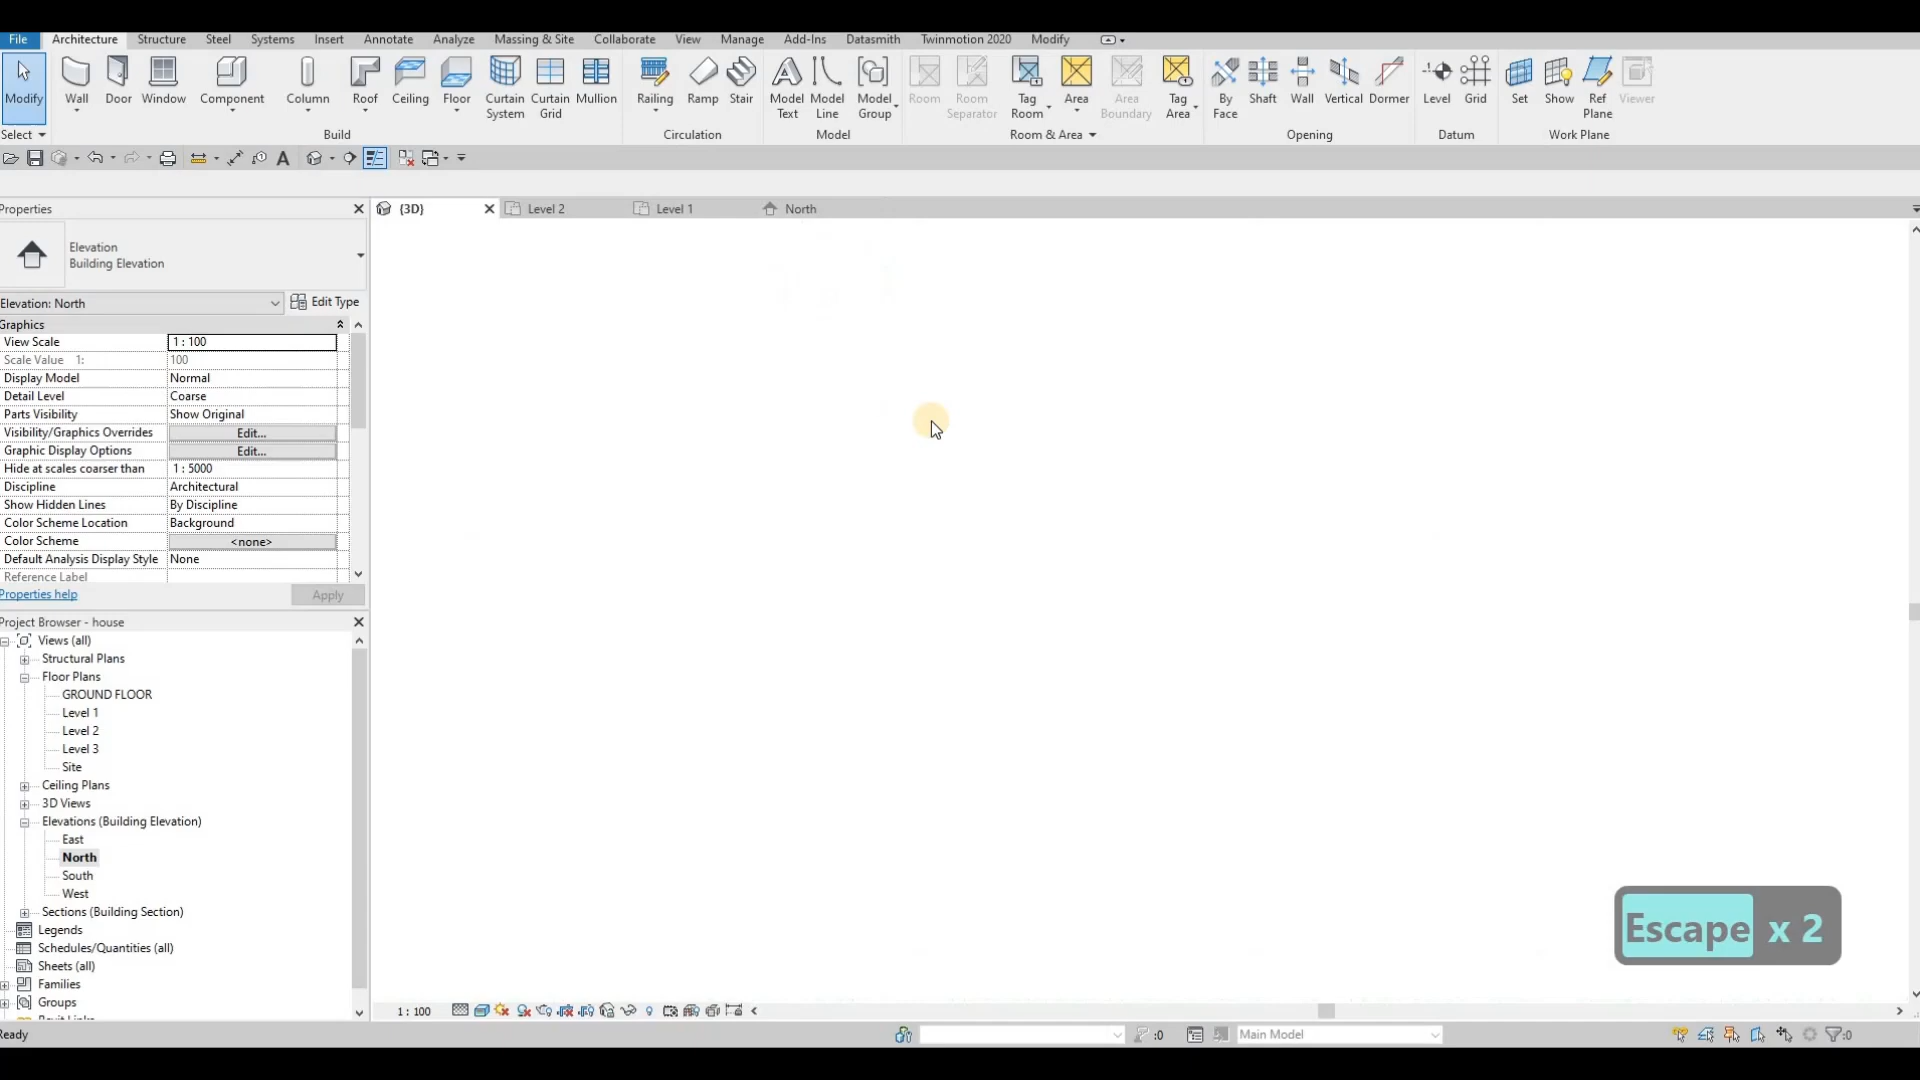 File Architecture Structure Steel Systems Insert Annotate Analyze Massing & Site Collaborate View Manage Add-Ins Datasmith Twinmotion 2020 Modify
Modify Wall Door Window Component Column Roof Ceiling Floor Curtain System Curtain Grid Mullion Railing Ramp Stair Model Text Model Line Model Group Room Room Separator Tag Room Area Area Boundary Tag Area By Face Shaft Wall Vertical Dormer Level Grid Set Show Ref Plane Viewer
Select Build Circulation Model Room & Area Opening Datum Work Plane
Properties
{3D} Level 2 Level 1 North
Elevation
Building Elevation
Elevation: North Edit Type
Graphics
View Scale 1 : 100
Scale Value 1: 100
Display Model Normal
Detail Level Coarse
Parts Visibility Show Original
Visibility/Graphics Overrides Edit...
Graphic Display Options Edit...
Hide at scales coarser than 1 : 5000
Discipline Architectural
Show Hidden Lines By Discipline
Color Scheme Location Background
Color Scheme <none>
Default Analysis Display Style None
Reference Label
Properties help Apply
Project Browser - house
Views (all)
Structural Plans
Floor Plans
GROUND FLOOR
Level 1
Level 2
Level 3
Site
Ceiling Plans
3D Views
Elevations (Building Elevation)
East
North
South
West
Sections (Building Section)
Legends
Schedules/Quantities (all)
Sheets (all)
Families
Groups
Escape x 2
1 : 100
Ready :0 Main Model :0